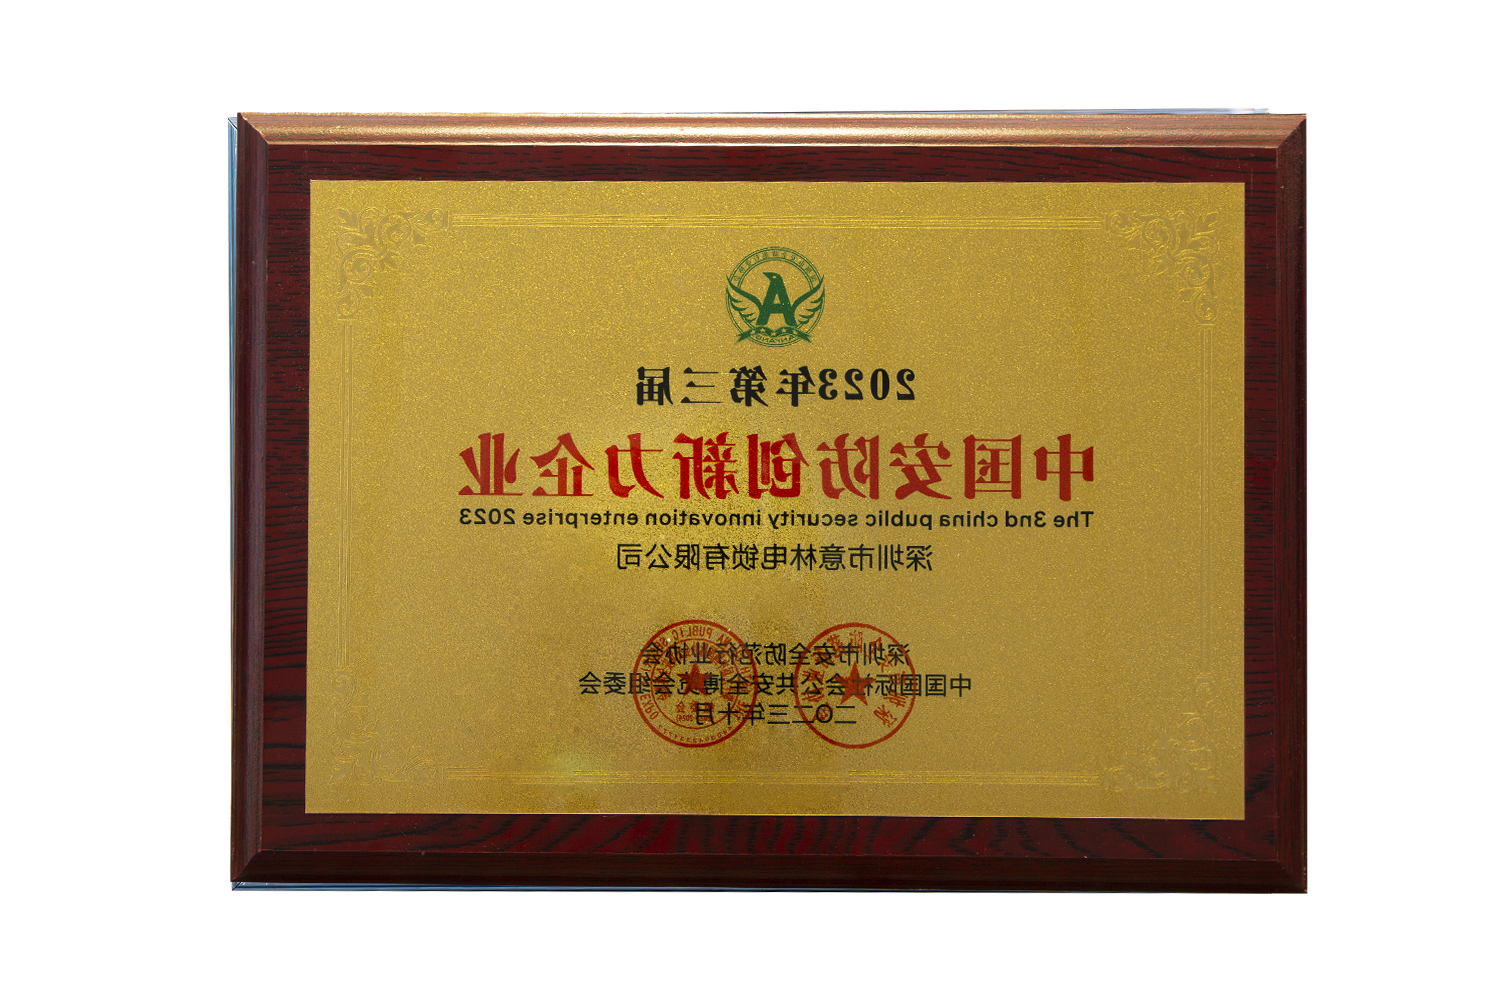 2023年第三届
中国安防创新力企业
The 3nd china public security innovation enterprise 2023
深圳市意林电锁有限公司
深圳市安全防范行业协会
中国国际社会公共安全博览会组委会
二〇二三年十月